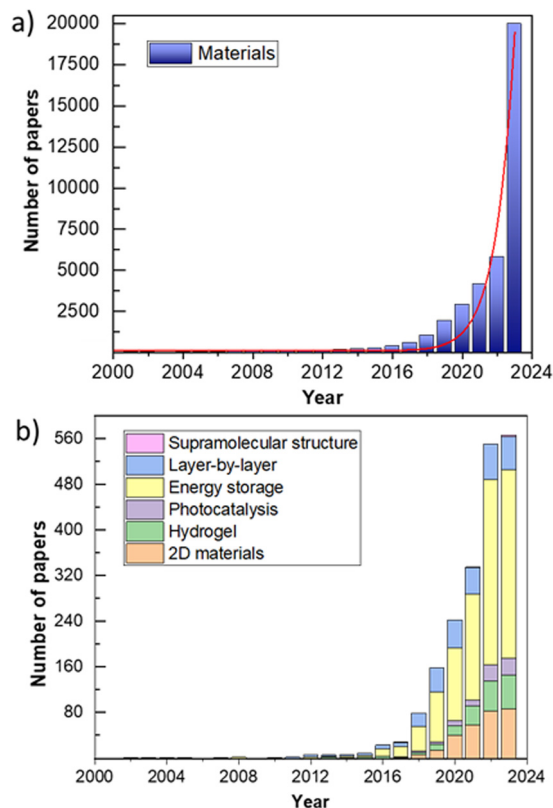 a)
20000
17500
15000
12500
10000
7500
5000
2500
Number of papers
Materials
2000 2004 2008 2012 2016 2020 2024
Year
b)
560
480
400
320
240
160
80
Number of papers
Supramolecular structure
Layer-by-layer
Energy storage
Photocatalysis
Hydrogel
2D materials
2000 2004 2008 2012 2016 2020 2024
Year